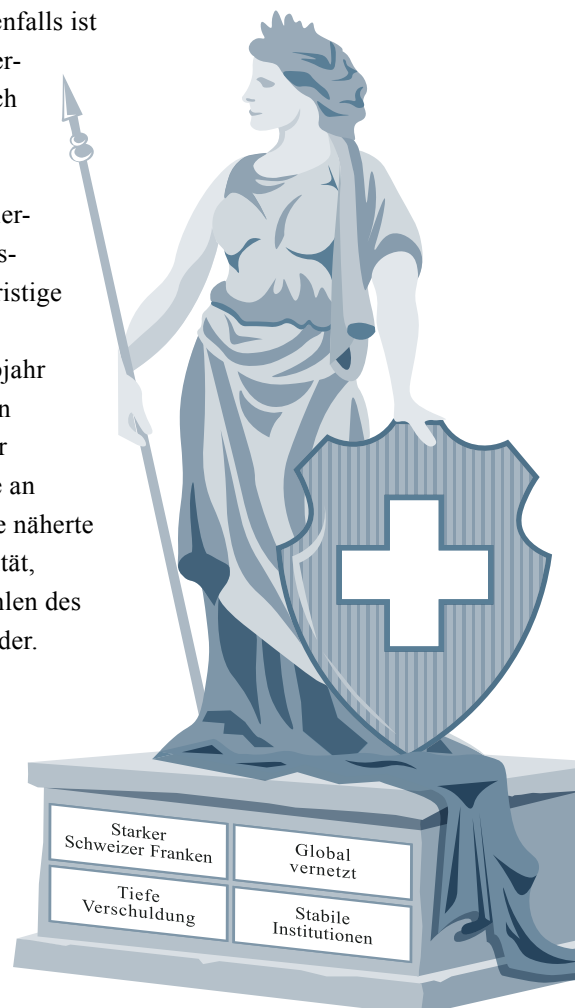 enfalls ist
er-
ch
er-
s-
ristige
jahr
n
r
e an
e näherte
tät,
hlen des
der.
Starker
Schweizer Franken
Global
vernetzt
Tiefe
Verschuldung
Stabile
Institutionen